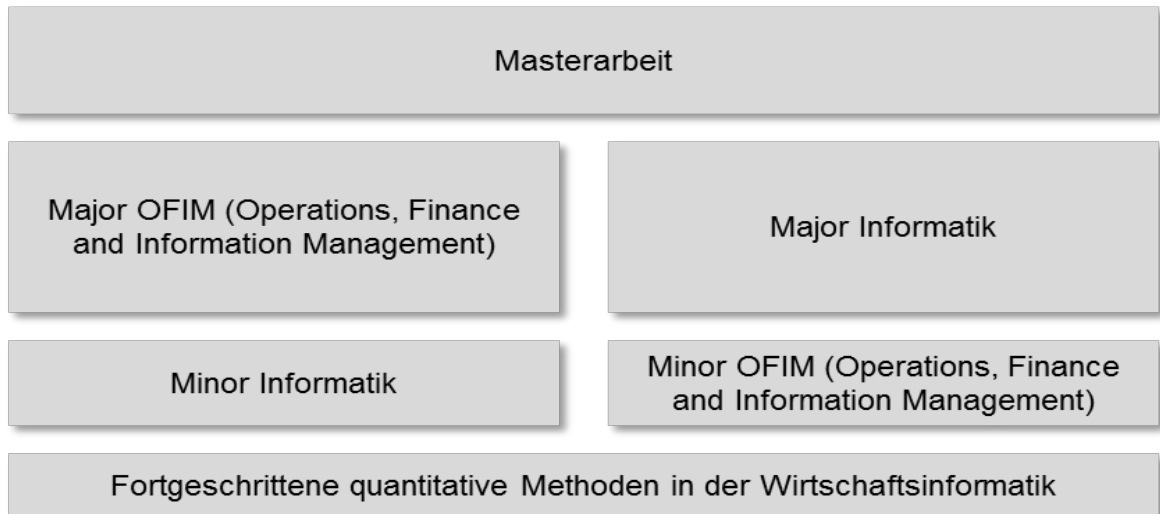 Masterarbeit
Major OFIM (Operations, Finance
and Information Management)
Major Informatik
Minor Informatik
Minor OFIM (Operations, Finance
and Information Management)
Fortgeschrittene quantitative Methoden in der Wirtschaftsinformatik